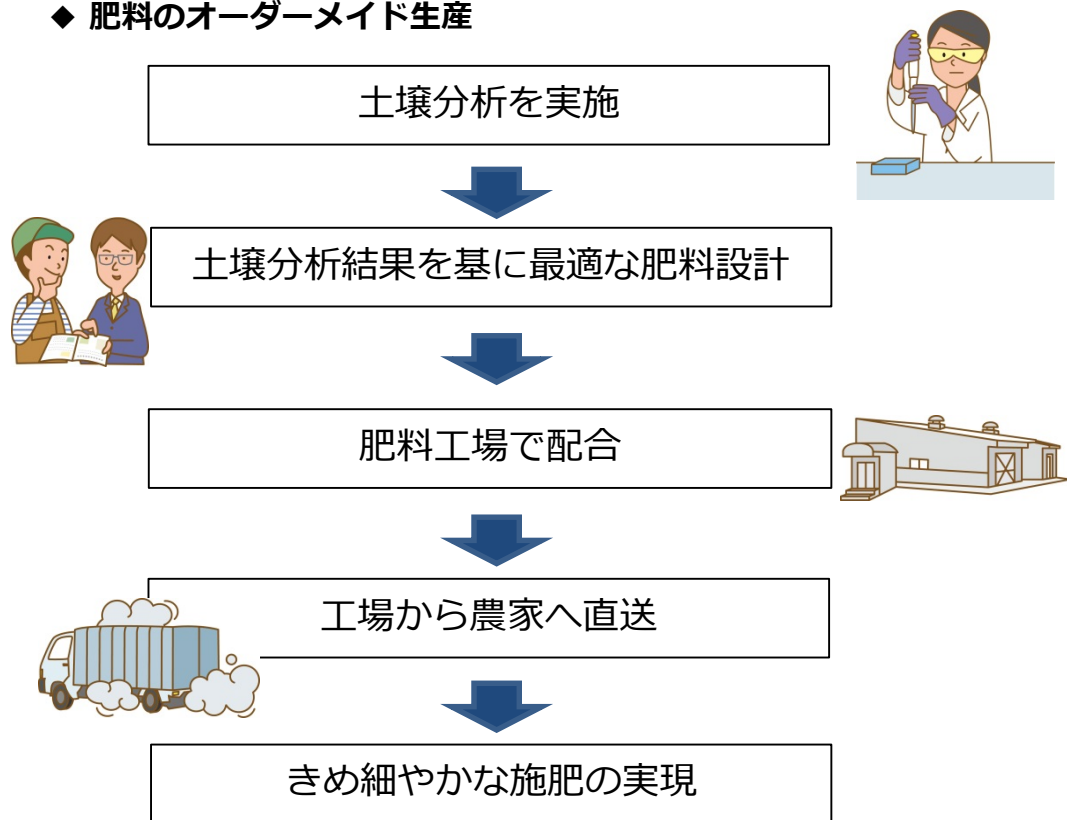 ◆ 肥料のオーダーメイド生産
土壌分析を実施
土壌分析結果を基に最適な肥料設計
肥料工場で配合
工場から農家へ直送
きめ細やかな施肥の実現